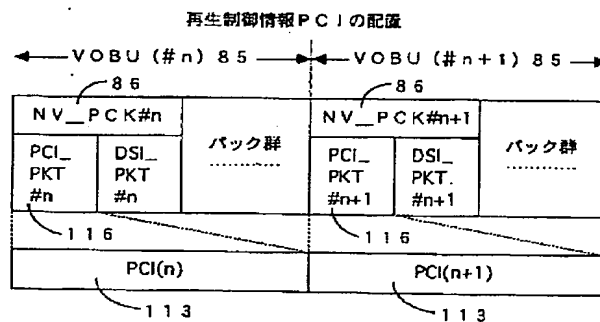 再生制御情報PCIの配置
VOBU (#n) 85
VOBU (#n+1) 85
86
86
NV_PCK#n
パック群
...........
NV_PCK#n+1
パック群
...........
PCI_
PKT
#n
DSI_
PKT
#n
PCI_
PKT
#n+1
DSI_
PKT.
#n+1
116
116
PCI(n)
PCI(n+1)
113
113